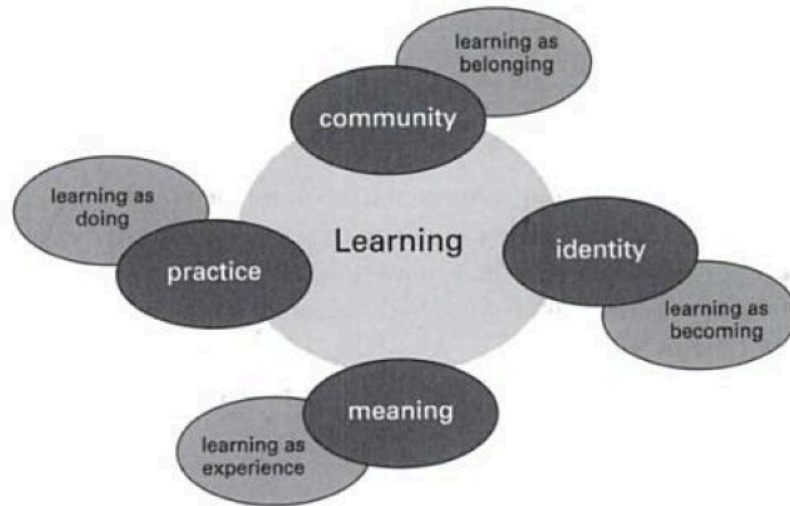 learning as
belonging
community
learning as
doing
practice
Learning
identity
learning as
becoming
meaning
learning as
experience